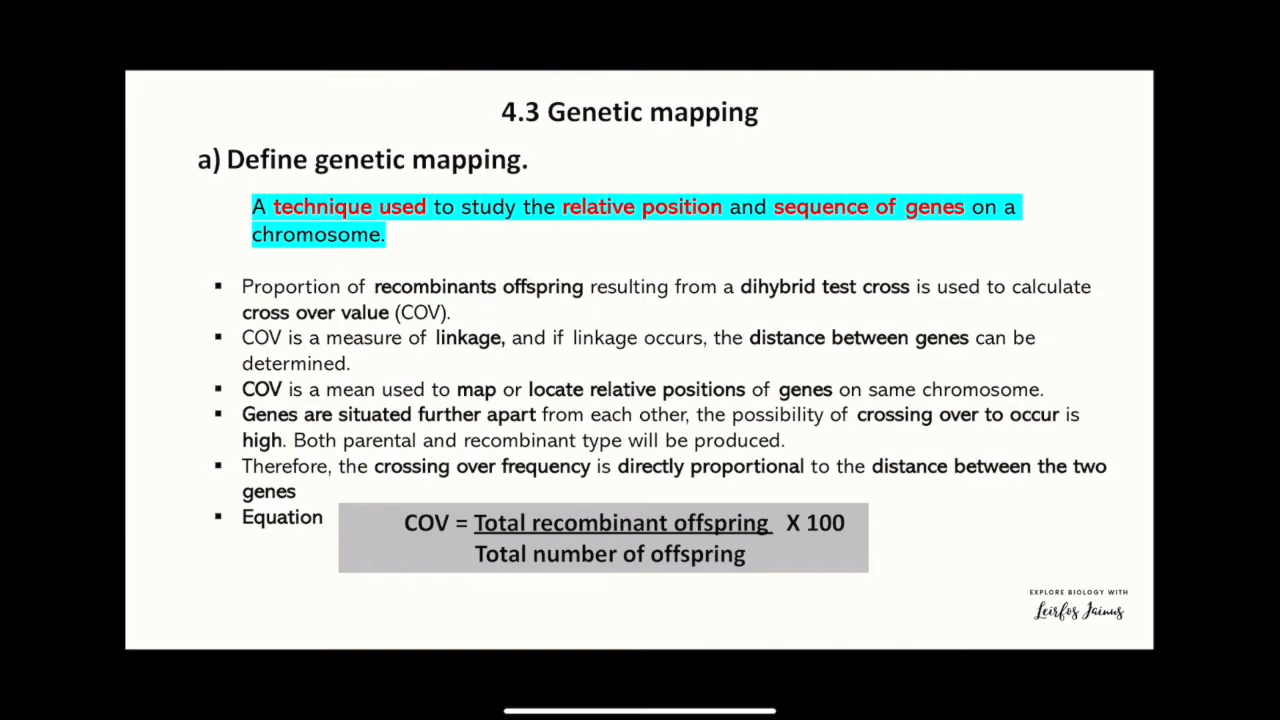 4.3 Genetic mapping
a) Define genetic mapping.
A technique used to study the relative position and sequence of genes on a
chromosome.
▪ Proportion of recombinants offspring resulting from a dihybrid test cross is used to calculate
cross over value (COV).
▪ COV is a measure of linkage, and if linkage occurs, the distance between genes can be
determined.
▪ COV is a mean used to map or locate relative positions of genes on same chromosome.
▪ Genes are situated further apart from each other, the possibility of crossing over to occur is
high. Both parental and recombinant type will be produced.
▪ Therefore, the crossing over frequency is directly proportional to the distance between the two
genes
▪ Equation
COV = Total recombinant offspring X 100
Total number of offspring
EXPLORE BIOLOGY WITH
Leirfos Jainus